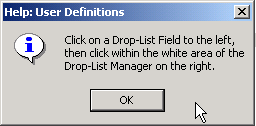 Help: User Definitions
Click on a Drop-List Field to the left,
then click within the white area of the
Drop-List Manager on the right.
OK